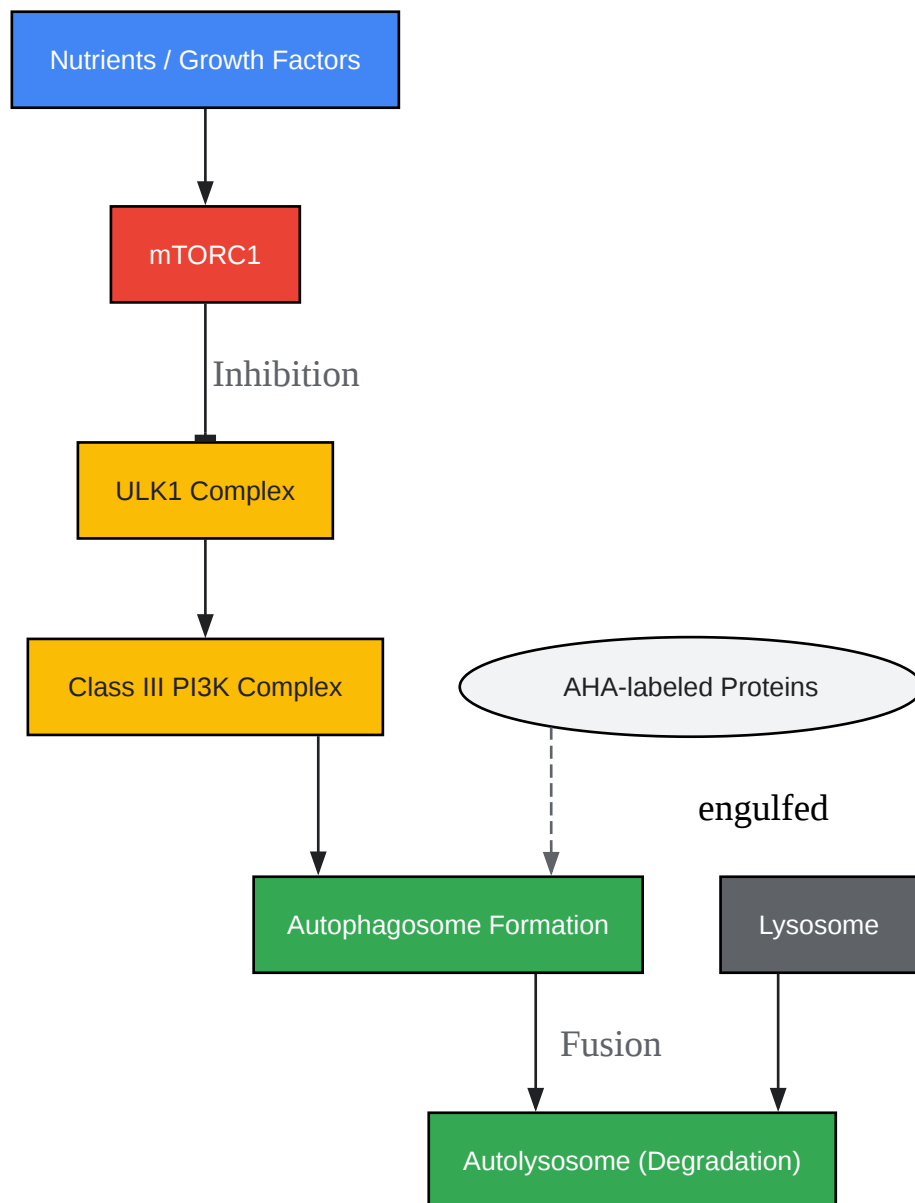 Nutrients / Growth Factors
mTORC1
Inhibition
ULK1 Complex
Class III PI3K Complex
AHA-labeled Proteins
engulfed
Autophagosome Formation
Lysosome
Fusion
Autolysosome (Degradation)